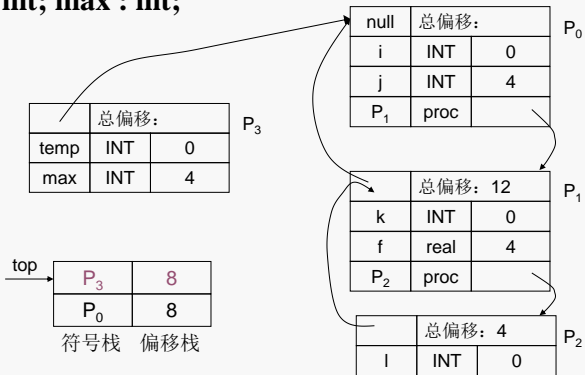 int; max : int;
null 总偏移：
i INT 0
j INT 4
P₁ proc
P₀
总偏移：
temp INT 0
max INT 4
P₃
总偏移：12
k INT 0
f real 4
P₂ proc
P₁
top
P₃ 8
P₀ 8
符号栈 偏移栈
总偏移：4
l INT 0
P₂